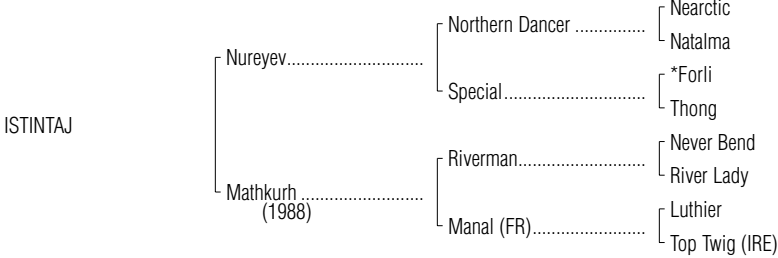 Nearctic
Northern Dancer ...............
Natalma
Nureyev.............................
*Forli
Special..............................
Thong
ISTINTAJ
Never Bend
Riverman...........................
River Lady
Mathkurh ..........................
(1988)
Luthier
Manal (FR)........................
Top Twig (IRE)